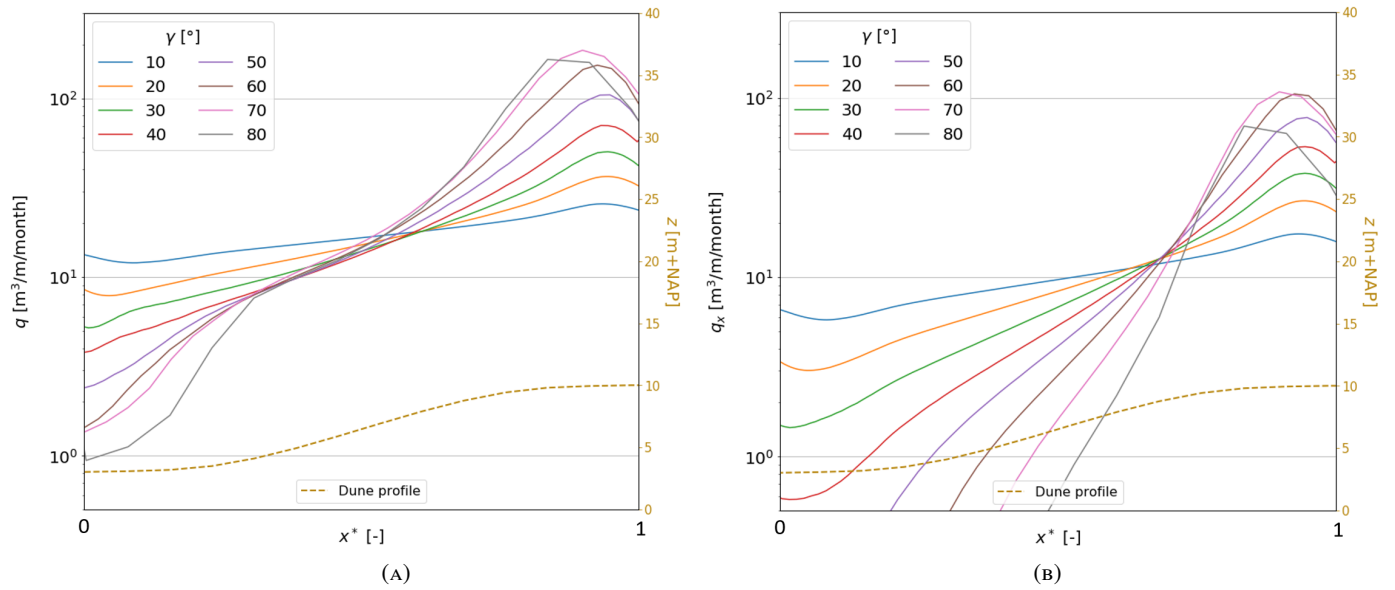 γ [°]
10 50
20 60
30 70
40 80
10²
10¹
10⁰
q [m³/m/month]
40
35
30
25
20
15
10
5
0
z [m+NAP]
Dune profile
0 1
x* [-]
(A)
γ [°]
10 50
20 60
30 70
40 80
10²
10¹
10⁰
qₓ [m³/m/month]
40
35
30
25
20
15
10
5
0
z [m+NAP]
Dune profile
0 1
x* [-]
(B)